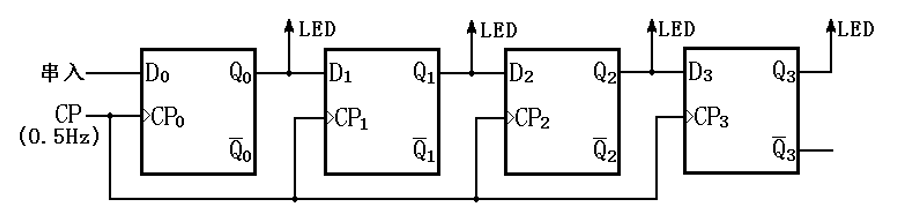 LED LED LED LED
串入 D0 Q0 D1 Q1 D2 Q2 D3 Q3
CP CP0 CP1 CP2 CP3
(0.5Hz) Q̅0 Q̅1 Q̅2 Q̅3